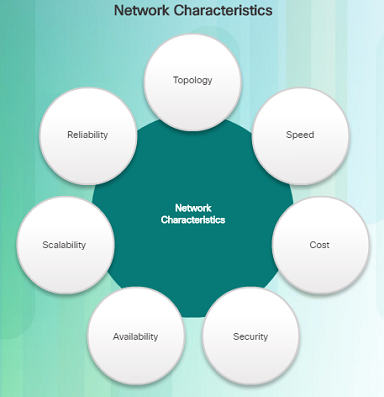 Network Characteristics
Topology
Reliability
Speed
Network
Characteristics
Scalability
Cost
Availability
Security